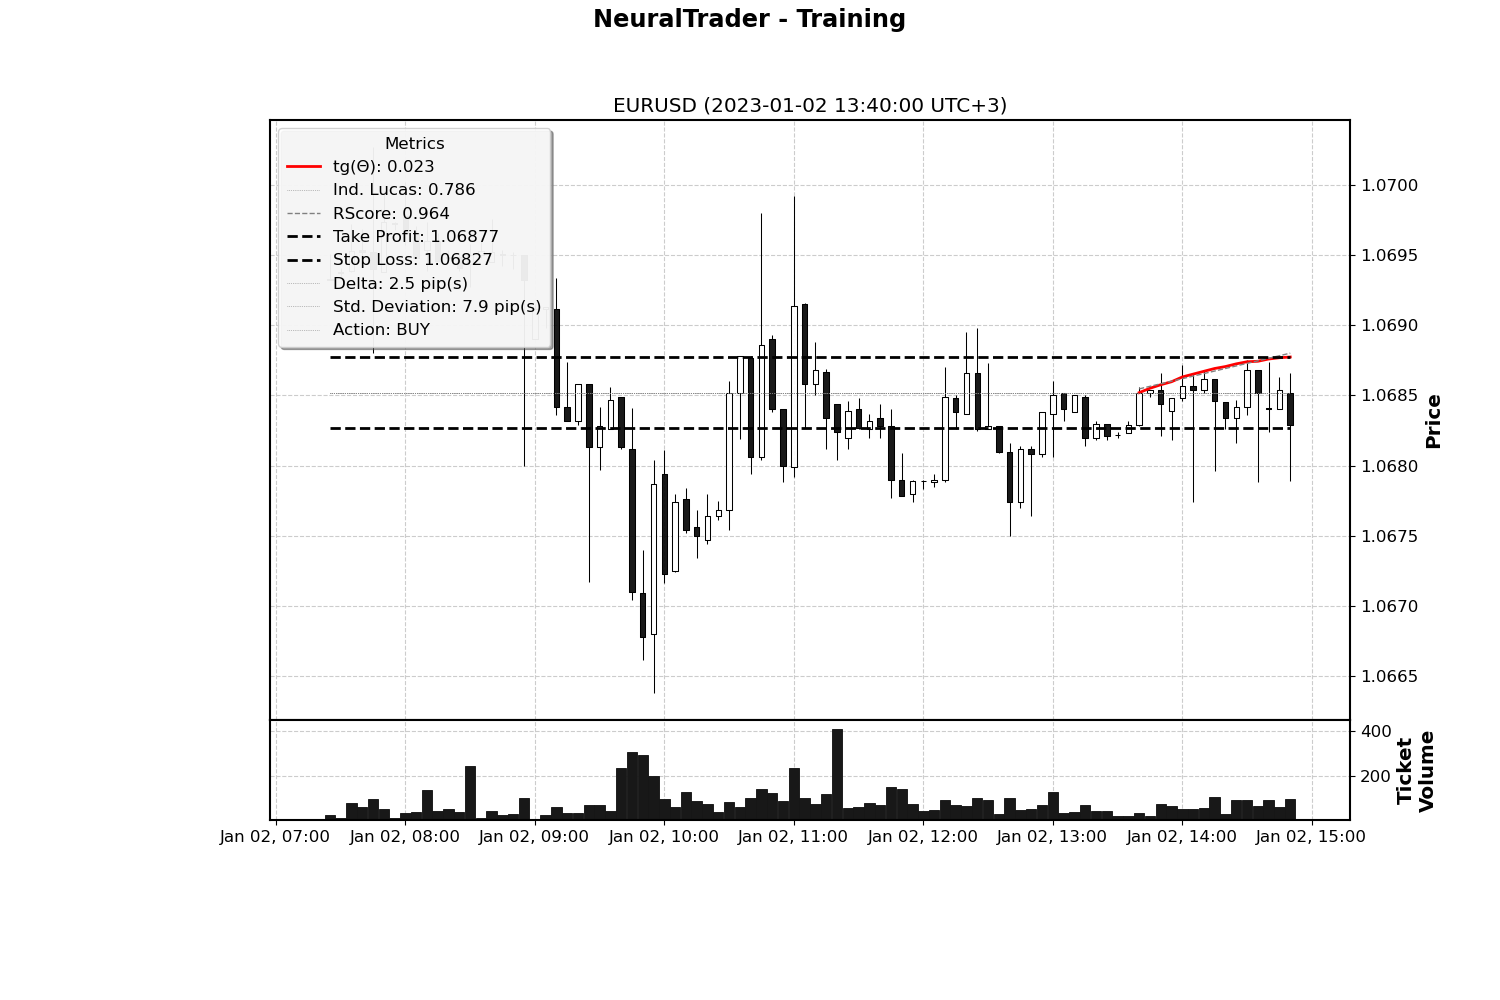 NeuralTrader - Training
EURUSD (2023-01-02 13:40:00 UTC+3)
Metrics
tg(Θ): 0.023
Ind. Lucas: 0.786
RScore: 0.964
Take Profit: 1.06877
Stop Loss: 1.06827
Delta: 2.5 pip(s)
Std. Deviation: 7.9 pip(s)
Action: BUY
1.0700
1.0695
1.0690
1.0685
1.0680
1.0675
1.0670
1.0665
Price
400
200
Ticket
Volume
Jan 02, 07:00
Jan 02, 08:00
Jan 02, 09:00
Jan 02, 10:00
Jan 02, 11:00
Jan 02, 12:00
Jan 02, 13:00
Jan 02, 14:00
Jan 02, 15:00